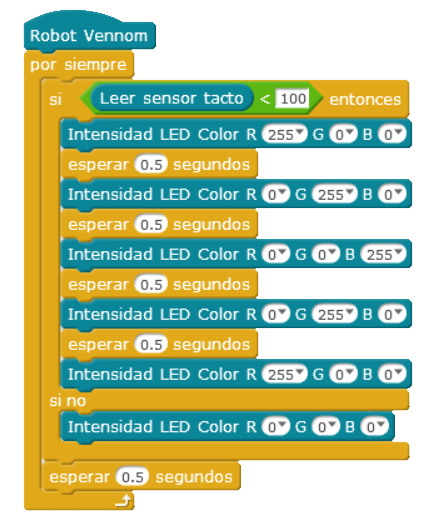 Robot Vennom
por siempre
si Leer sensor tacto < 100 entonces
Intensidad LED Color R 255 G 0 B 0
esperar 0.5 segundos
Intensidad LED Color R 0 G 255 B 0
esperar 0.5 segundos
Intensidad LED Color R 0 G 0 B 255
esperar 0.5 segundos
Intensidad LED Color R 0 G 255 B 0
esperar 0.5 segundos
Intensidad LED Color R 255 G 0 B 0
si no
Intensidad LED Color R 0 G 0 B 0
esperar 0.5 segundos